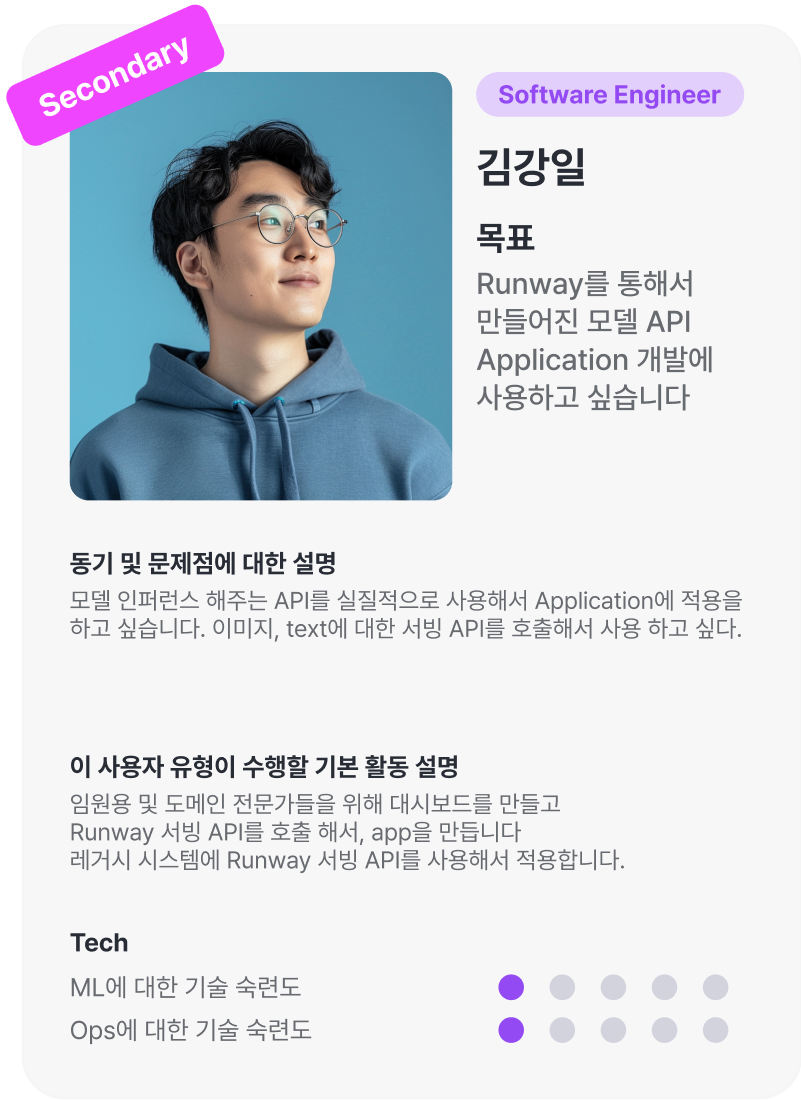 Secondary
Software Engineer
김강일
목표
Runway를 통해서
만들어진 모델 API
Application 개발에
사용하고 싶습니다
동기 및 문제점에 대한 설명
모델 인퍼런스 해주는 API를 실질적으로 사용해서 Application에 적용을
하고 싶습니다. 이미지, text에 대한 서빙 API를 호출해서 사용 하고 싶다.
이 사용자 유형이 수행할 기본 활동 설명
임원용 및 도메인 전문가들을 위해 대시보드를 만들고
Runway 서빙 API를 호출 해서, app을 만듭니다
레거시 시스템에 Runway 서빙 API를 사용해서 적용합니다.
Tech
ML에 대한 기술 숙련도
Ops에 대한 기술 숙련도